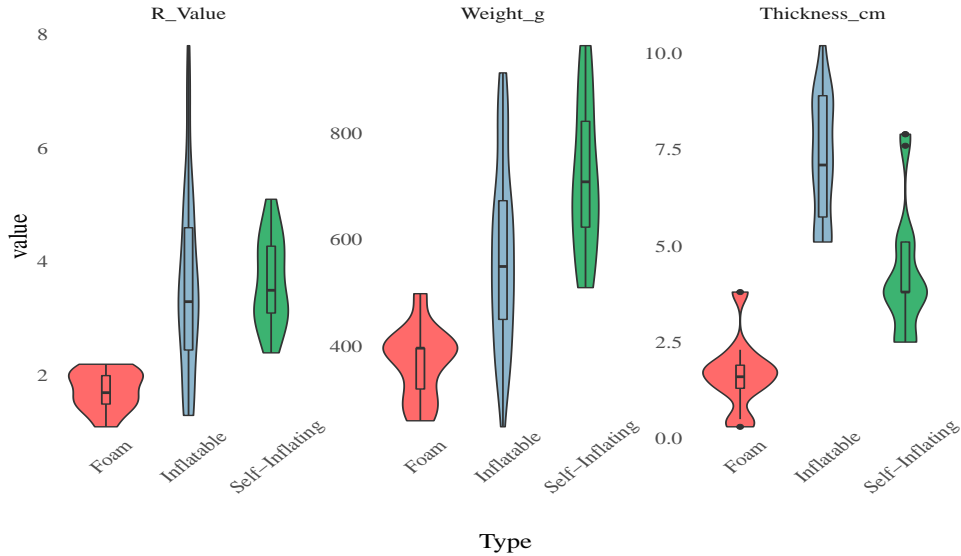 R_Value
Weight_g
Thickness_cm
value
8
6
4
2
800
600
400
10.0
7.5
5.0
2.5
0.0
Foam
Inflatable
Self−Inflating
Foam
Inflatable
Self−Inflating
Foam
Inflatable
Self−Inflating
Type